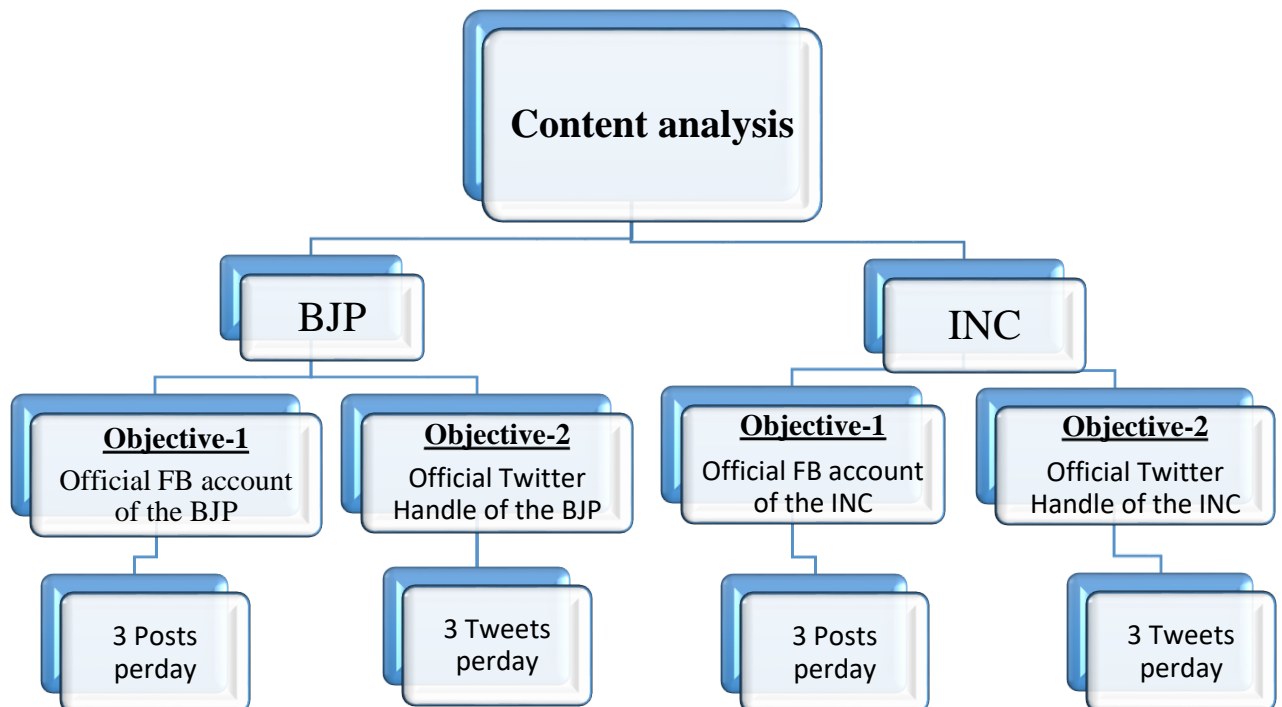 Content analysis
BJP
INC
Objective-1
Official FB account
of the BJP
Objective-2
Official Twitter
Handle of the BJP
Objective-1
Official FB account
of the INC
Objective-2
Official Twitter
Handle of the INC
3 Posts
perday
3 Tweets
perday
3 Posts
perday
3 Tweets
perday